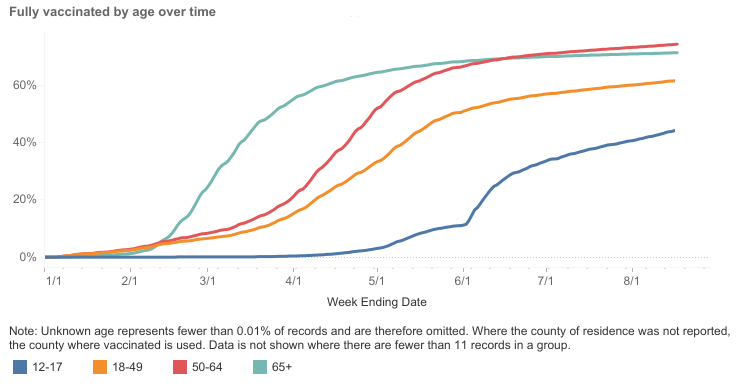 Fully vaccinated by age over time
60%
40%
20%
0%
1/1 2/1 3/1 4/1 5/1 6/1 7/1 8/1
Week Ending Date
Note: Unknown age represents fewer than 0.01% of records and are therefore omitted. Where the county of residence was not reported,
the county where vaccinated is used. Data is not shown where there are fewer than 11 records in a group.
12-17 18-49 50-64 65+